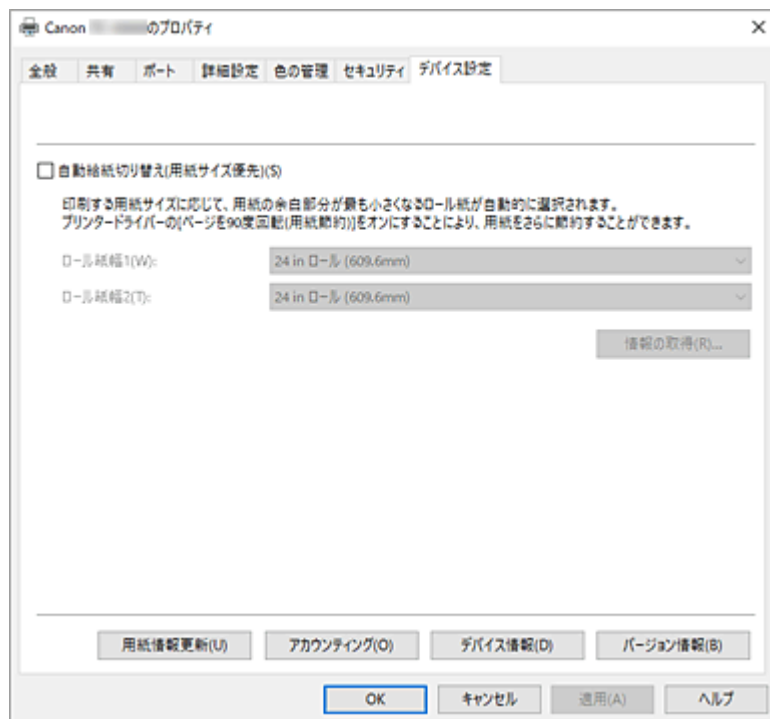 Canon のプロパティ
全般 共有 ポート 詳細設定 色の管理 セキュリティ デバイス設定
自動給紙切り替え(用紙サイズ優先)(S)
印刷する用紙サイズに応じて、用紙の余白部分が最も小さくなるロール紙が自動的に選択されます。
プリンタードライバーの[ページを90度回転(用紙節約)]をオンにすることにより、用紙をさらに節約することができます。
ロール紙幅1(W): 24 in ロール (609.6mm)
ロール紙幅2(T): 24 in ロール (609.6mm)
情報の取得(R)...
用紙情報更新(U) アカウンティング(O) デバイス情報(D) バージョン情報(B)
OK キャンセル 適用(A) ヘルプ